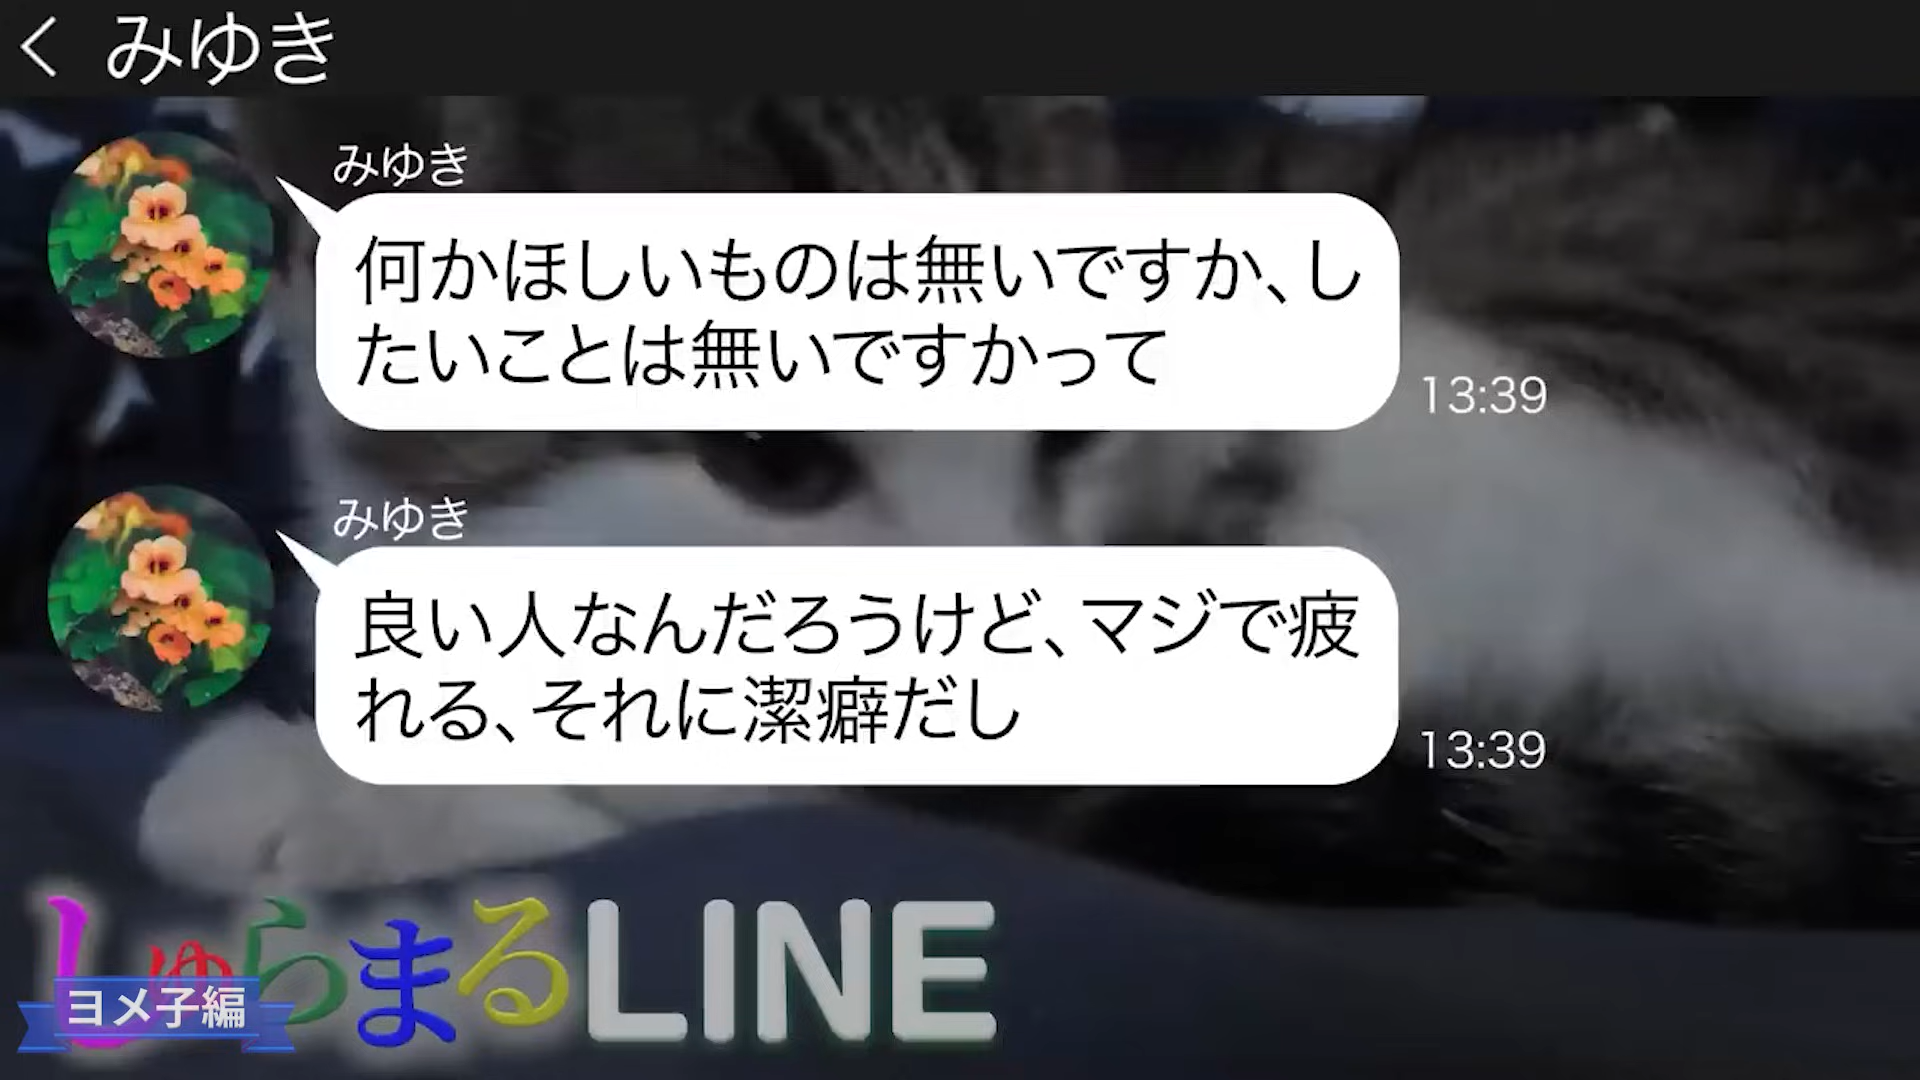 みゆき
みゆき
何かほしいものは無いですか、し
たいことは無いですかって
13:39
みゆき
良い人なんだろうけど、マジで疲
れる、それに潔癖だし
13:39
しゅらまるLINE
ヨメ子編